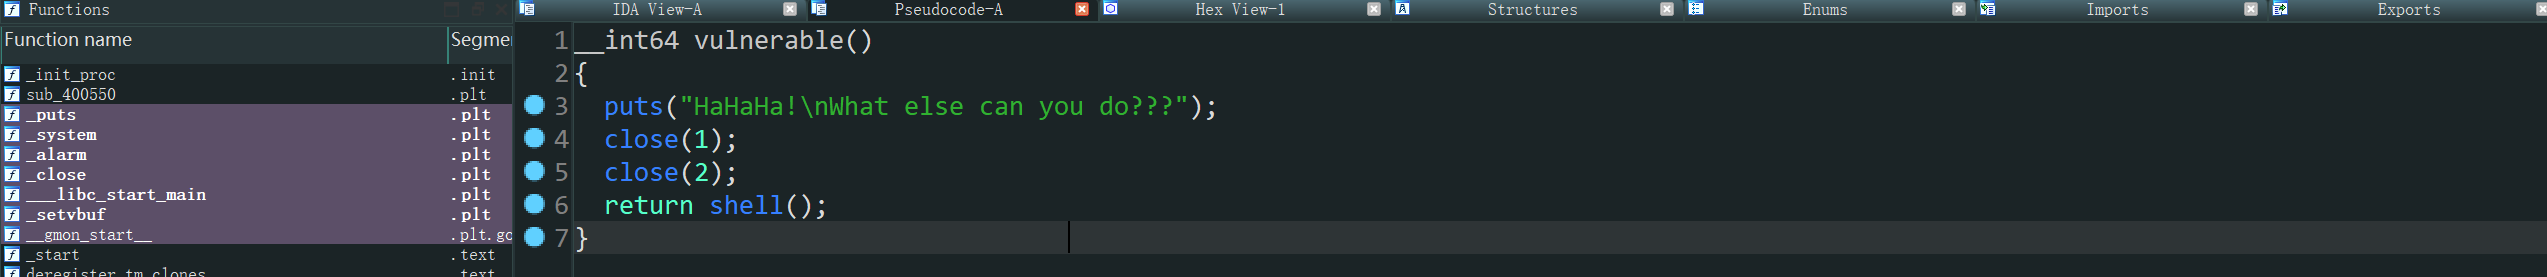 Functions
Function name Segme
_init_proc .init
sub_400550 .plt
_puts .plt
_system .plt
_alarm .plt
_close .plt
___libc_start_main .plt
_setvbuf .plt
__gmon_start__ .plt.go
_start .text
deregister_tm_clones .text
IDA View-A Pseudocode-A Hex View-1 Structures Enums Imports Exports
1 __int64 vulnerable()
2 {
3 puts("HaHaHa!\nWhat else can you do???");
4 close(1);
5 close(2);
6 return shell();
7 }